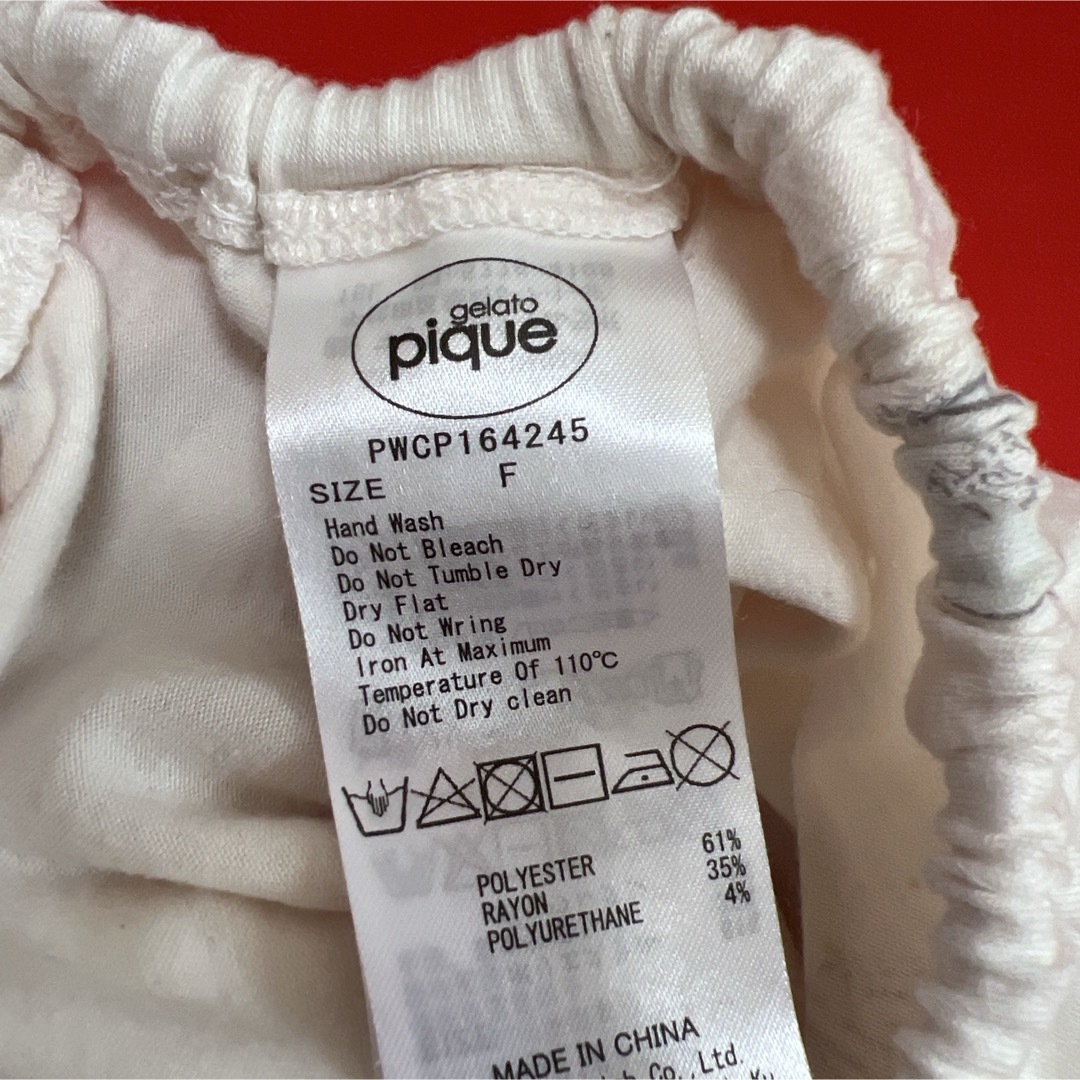 gelato
pique
PWCP164245
SIZE F
Hand Wash
Do Not Bleach
Do Not Tumble Dry
Dry Flat
Do Not Wring
Iron At Maximum
Temperature Of 110℃
Do Not Dry clean
POLYESTER 61%
RAYON 35%
POLYURETHANE 4%
MADE IN CHINA
Co.,Ltd.